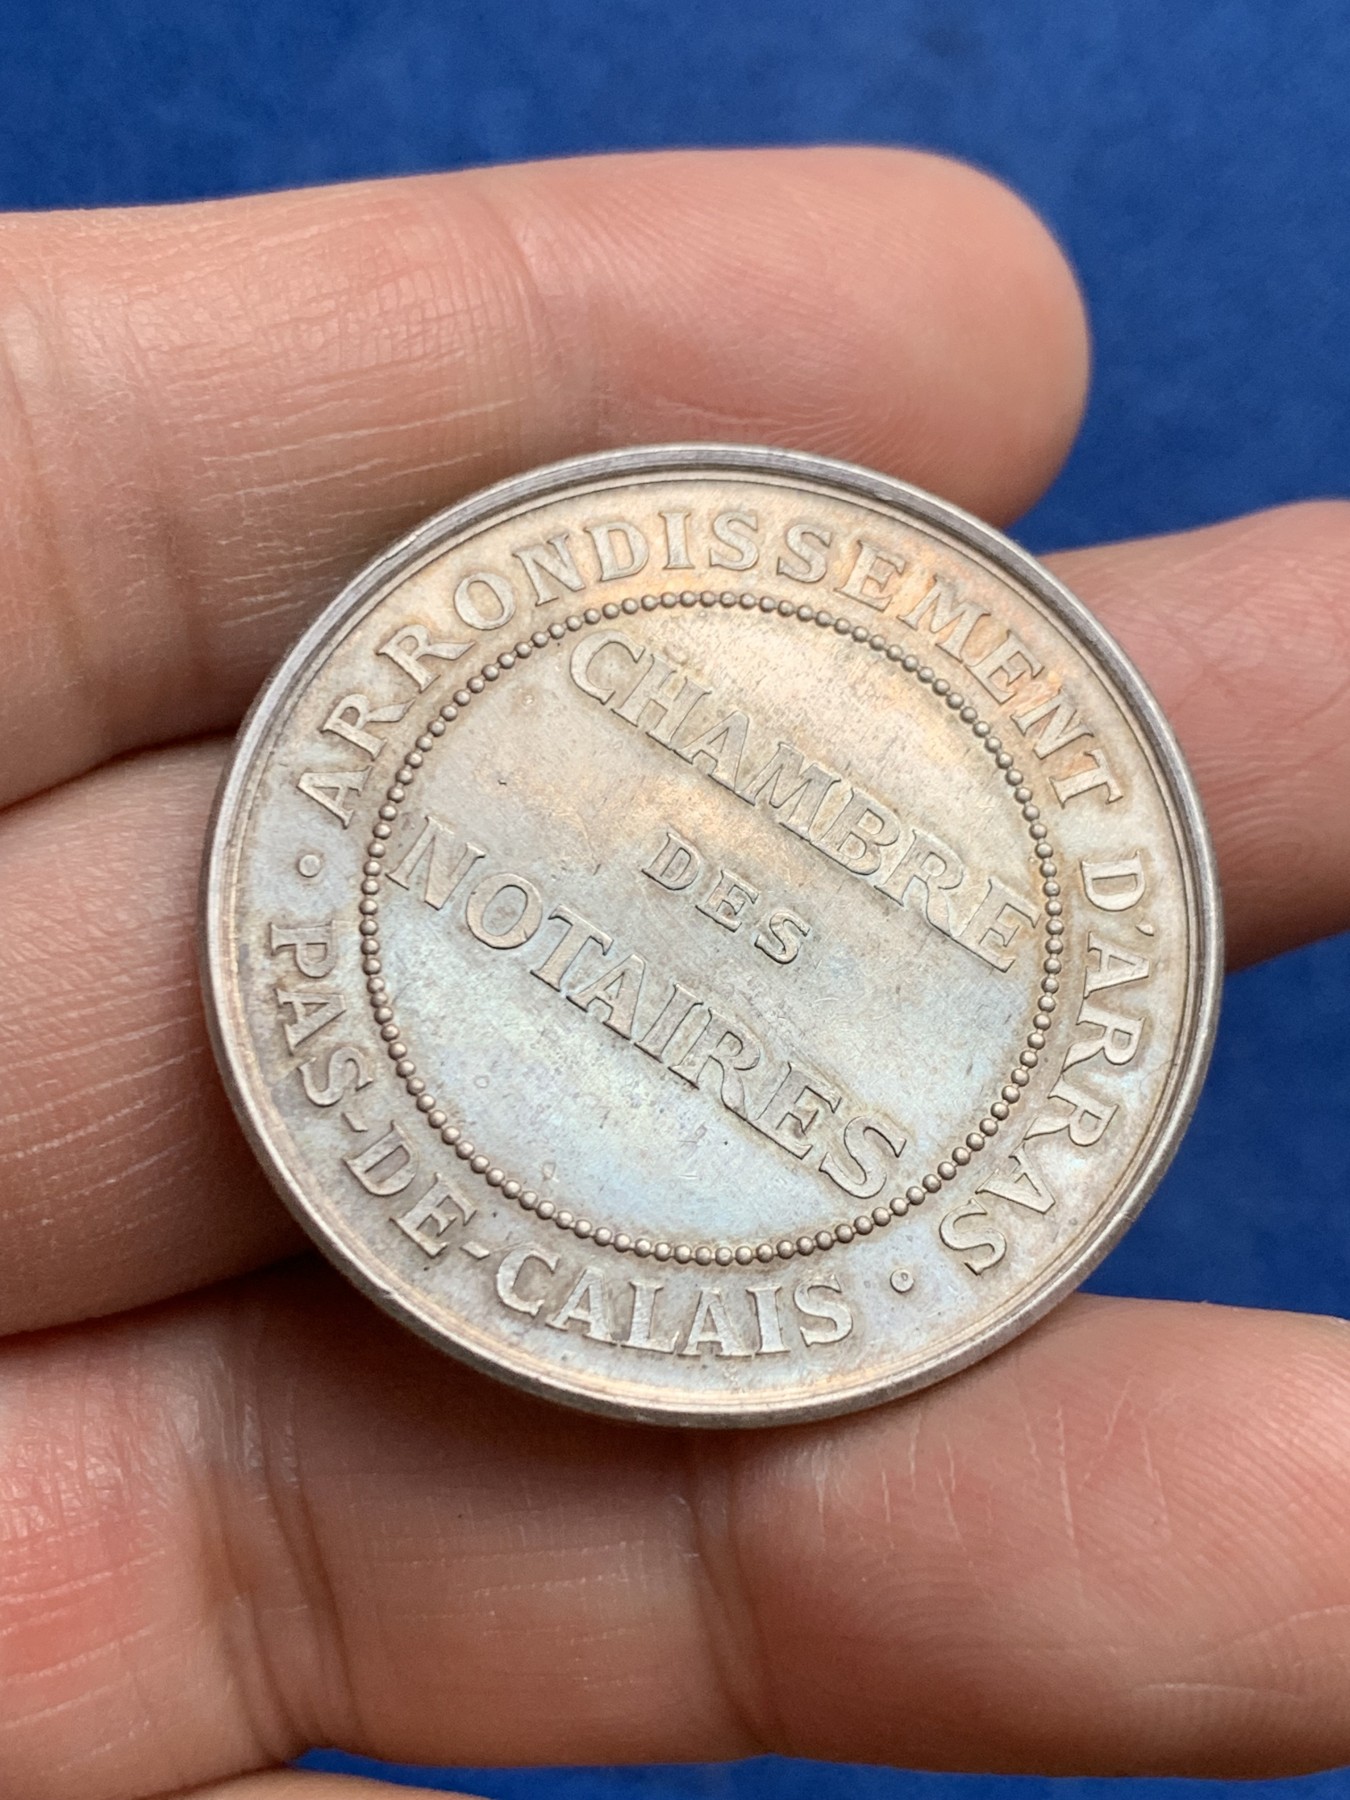 ARRONDISSEMENT D'ARRAS
CHAMBRE
DES
NOTAIRES
• PAS-DE-CALAIS •